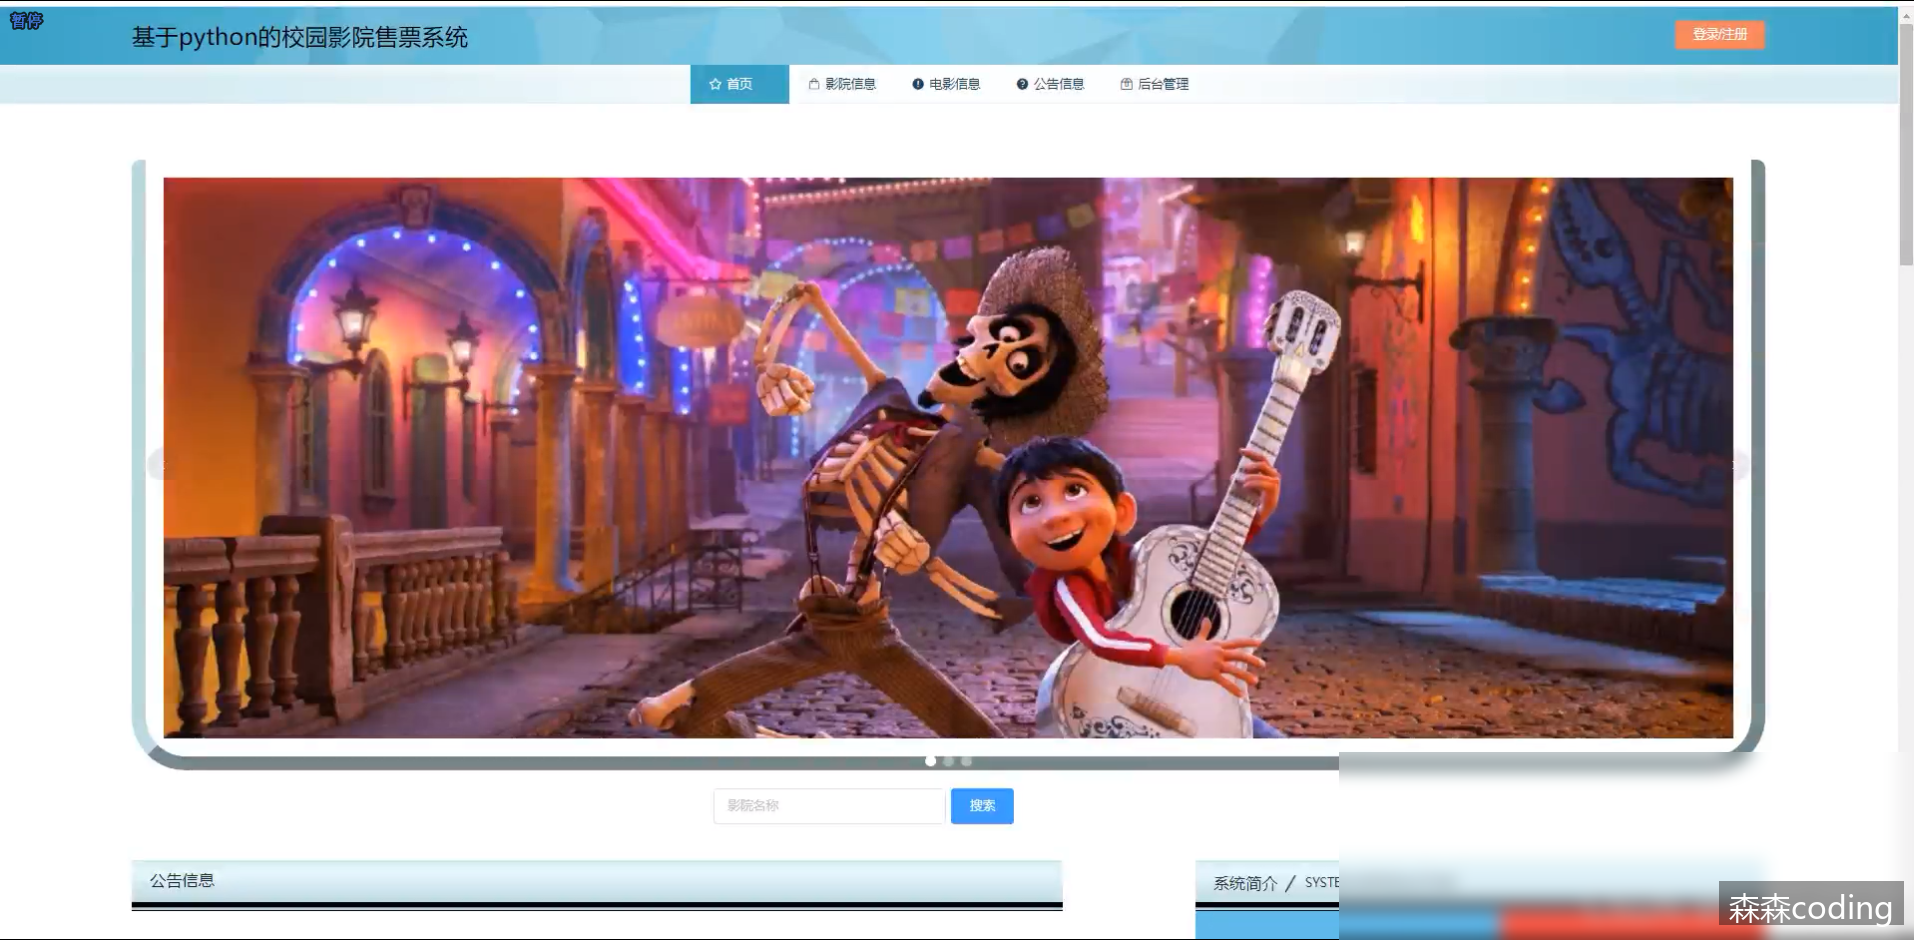 暂停
基于python的校园影院售票系统
登录/注册
首页
影院信息
电影信息
公告信息
后台管理
影院名称
搜索
公告信息
系统简介 / SYSTE
森森coding